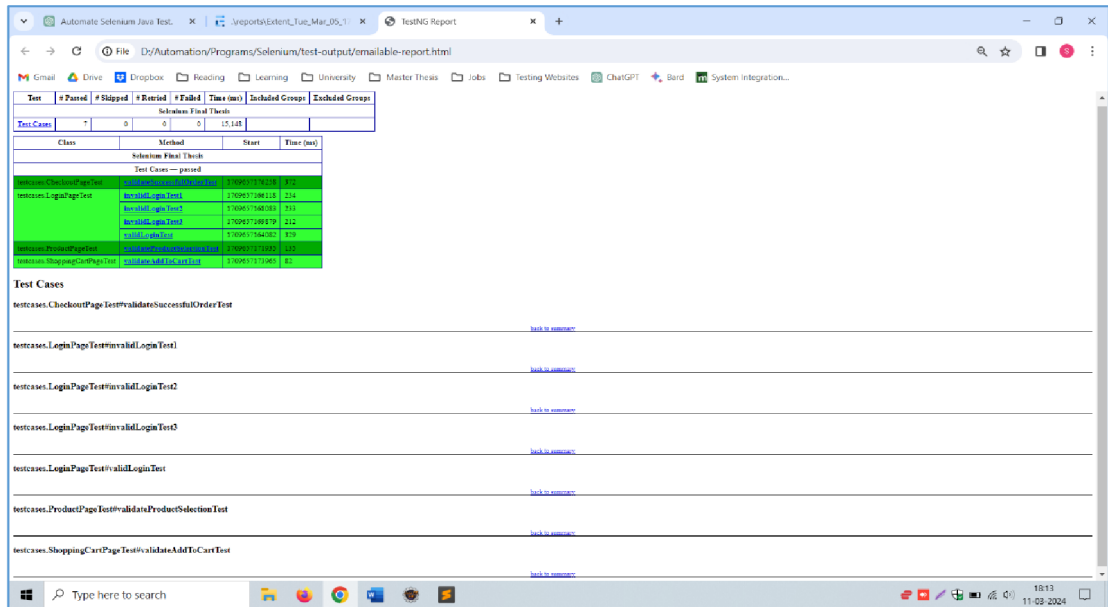 Automate Selenium Java Test.
..\reports\Extent_Tue_Mar_05_1
TestNG Report
File D:/Automation/Programs/Selenium/test-output/emailable-report.html
S
Gmail Drive Dropbox Reading Learning University Master Thesis Jobs Testing Websites ChatGPT Bard System Integration...
Test # Passed # Skipped # Retried # Failed Time (ms) Included Groups Excluded Groups
Selenium Final Thesis
Test Cases 7 0 0 0 15,148
Class Method Start Time (ms)
Selenium Final Thesis
Test Cases — passed
testcases.CheckoutPageTest validateSuccessfulOrderTest 372
testcases.LoginPageTest invalidLoginTest1 234
invalidLoginTest2 233
invalidLoginTest3 212
validLoginTest
testcases.ProductPageTest validateProductSelectionTest
testcases.ShoppingCartPageTest validateAddToCartTest 82
Test Cases
testcases.CheckoutPageTest#validateSuccessfulOrderTest
back to summary
testcases.LoginPageTest#invalidLoginTest1
back to summary
testcases.LoginPageTest#invalidLoginTest2
back to summary
testcases.LoginPageTest#invalidLoginTest3
back to summary
testcases.LoginPageTest#validLoginTest
back to summary
testcases.ProductPageTest#validateProductSelectionTest
back to summary
testcases.ShoppingCartPageTest#validateAddToCartTest
back to summary
Type here to search
18:13
11-03-2024